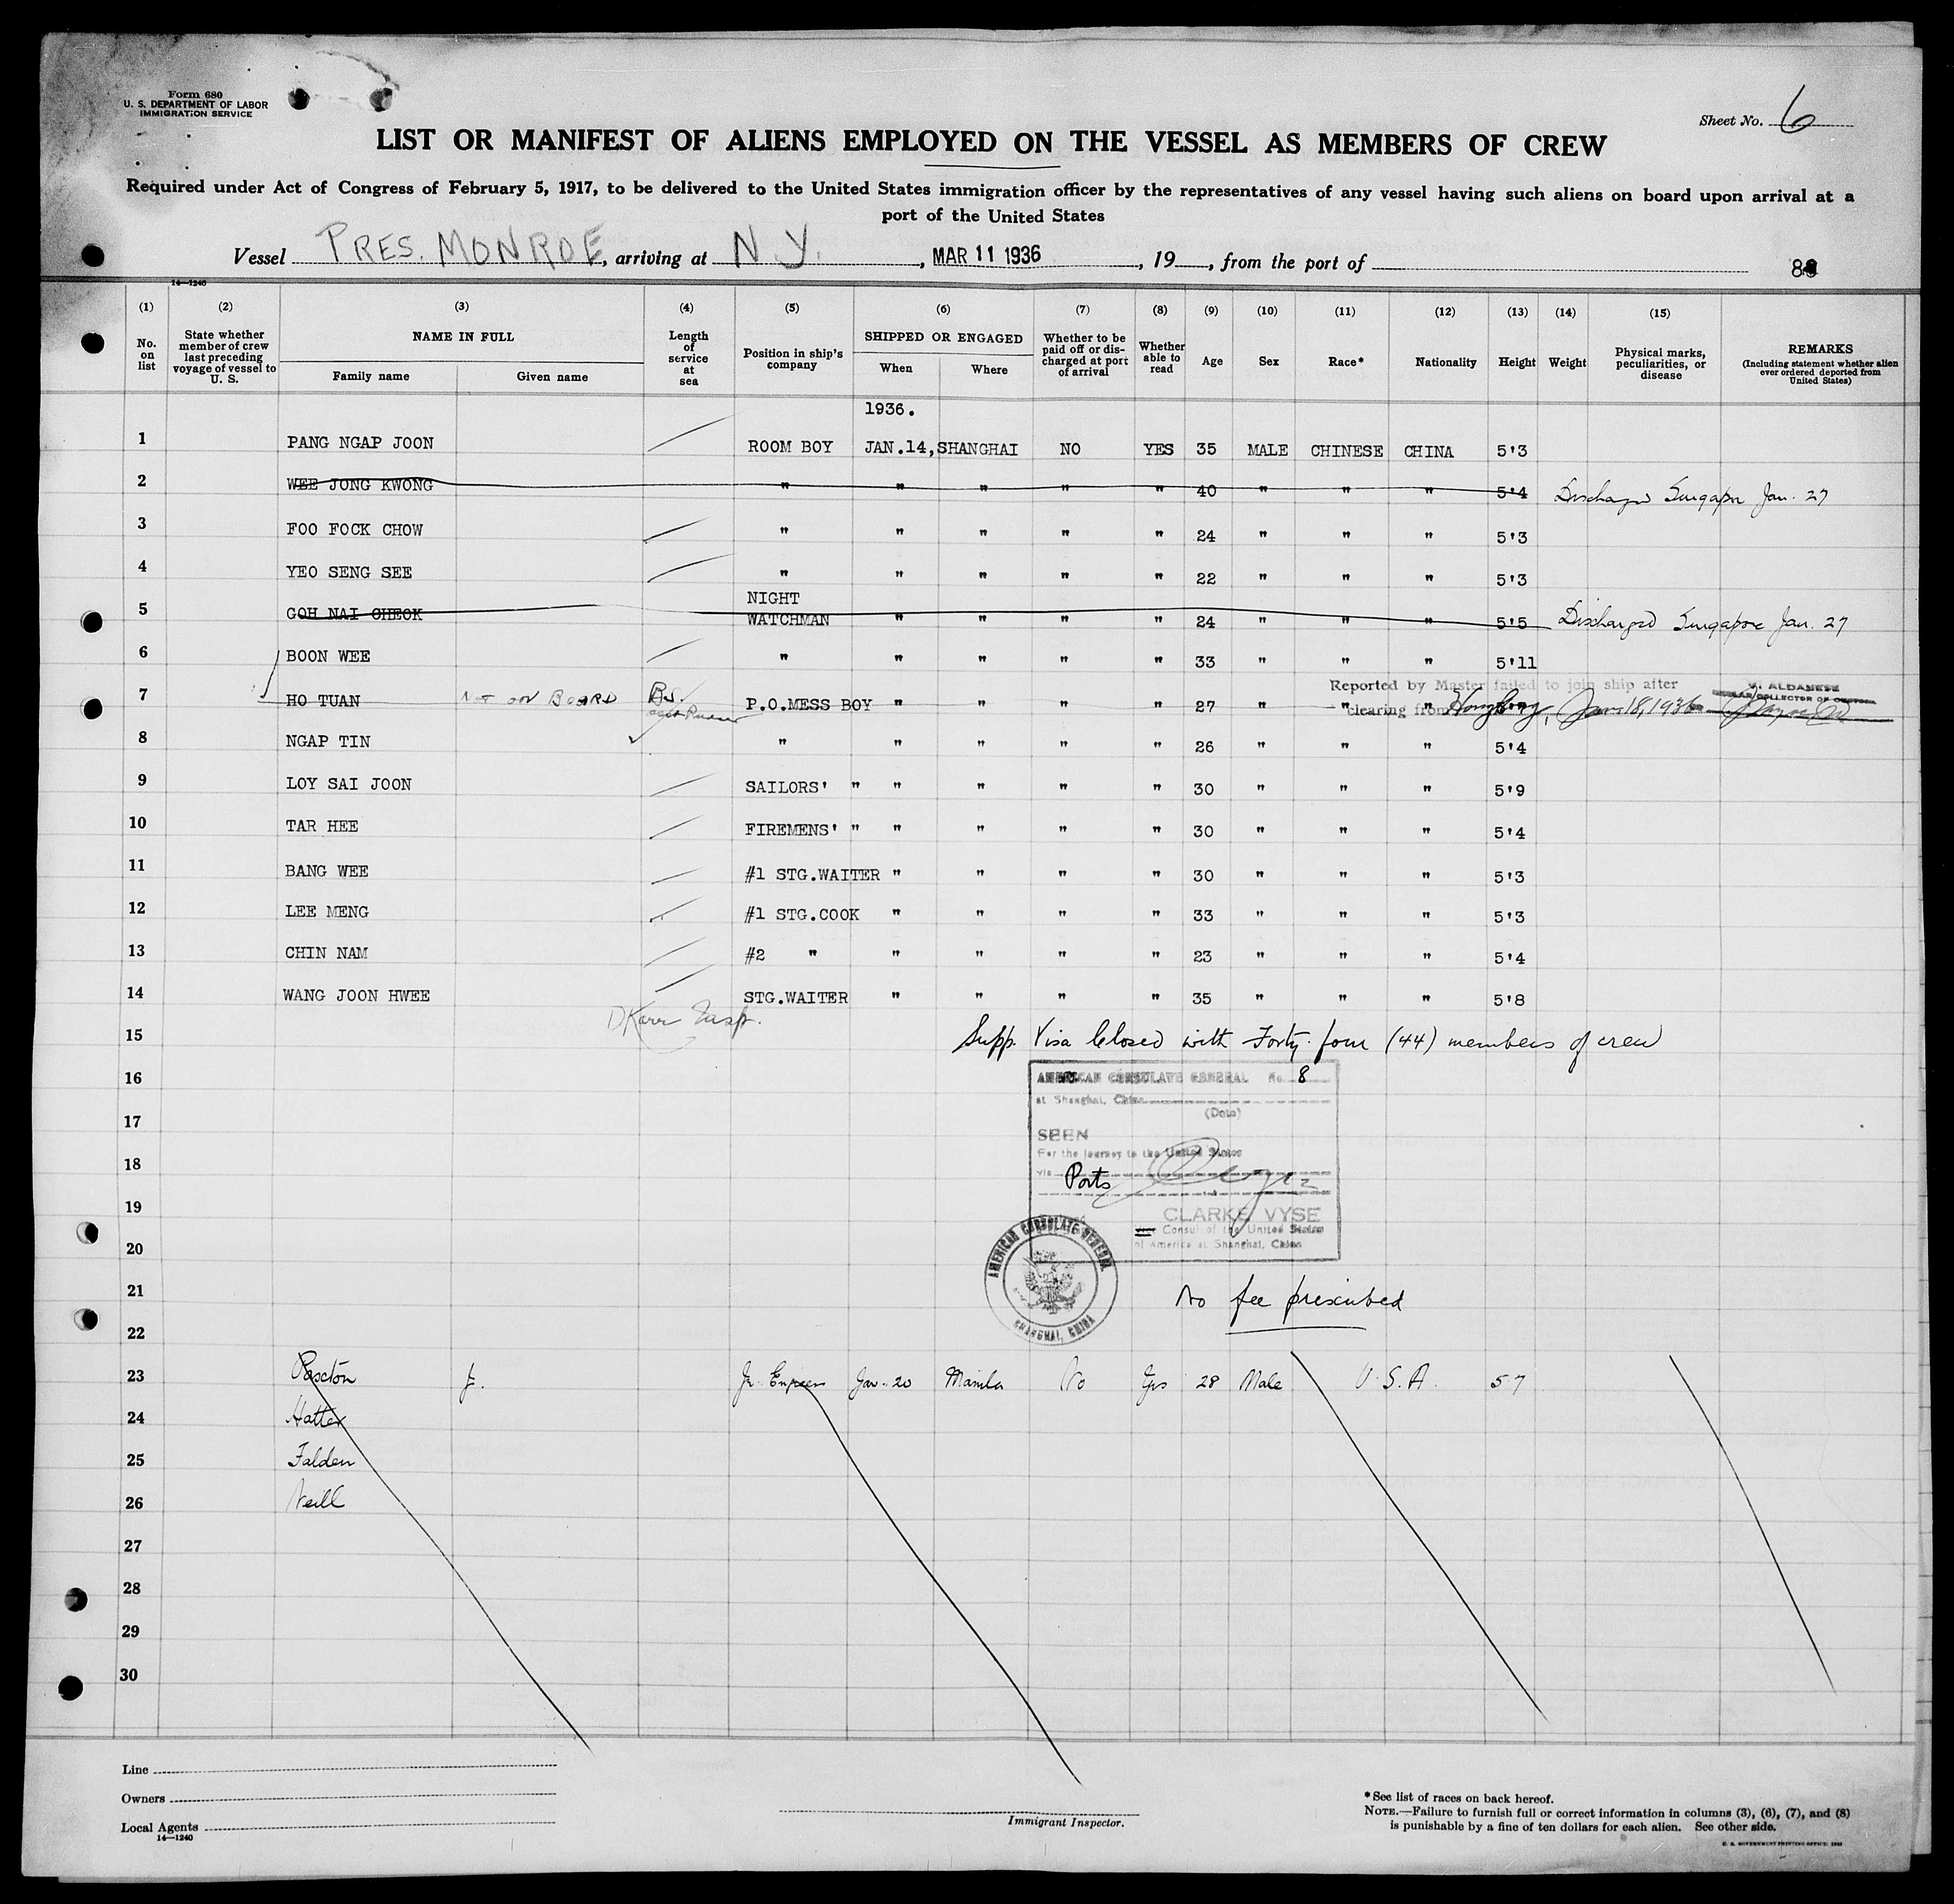 Form 680
U. S. DEPARTMENT OF LABOR
IMMIGRATION SERVICE
Sheet No. 6
LIST OR MANIFEST OF ALIENS EMPLOYED ON THE VESSEL AS MEMBERS OF CREW
Required under Act of Congress of February 5, 1917, to be delivered to the United States immigration officer by the representatives of any vessel having such aliens on board upon arrival at a
port of the United States
Vessel PRES. MONROE, arriving at N. Y., MAR 11 1936, 19, from the port of
14—1240
(1) (2) (3) (4) (5) (6) (7) (8) (9) (10) (11) (12) (13) (14) (15)
No. on list
State whether member of crew last preceding voyage of vessel to U. S.
NAME IN FULL
Family name Given name
Length of service at sea
Position in ship's company
SHIPPED OR ENGAGED
When Where
Whether to be paid off or discharged at port of arrival
Whether able to read
Age
Sex
Race*
Nationality
Height
Weight
Physical marks, peculiarities, or disease
REMARKS
(Including statement whether alien ever ordered deported from United States)
1936.
1 PANG NGAP JOON ROOM BOY JAN.14, SHANGHAI NO YES 35 MALE CHINESE CHINA 5'3
2 WEE JONG KWONG " " " " " 40 " " " 5'4 Discharged Singapore Jan. 27
3 FOO FOCK CHOW " " " " " 24 " " " 5'3
4 YEO SENG SEE " " " " " 22 " " " 5'3
5 GOH NAI CHEOK NIGHT WATCHMAN " " " " 24 " " " 5'5 Discharged Singapore Jan. 27
6 BOON WEE " " " " " 33 " " " 5'11
7 HO TUAN NOT ON BOARD P.O.MESS BOY " " " " 27 " " "
Reported by Master failed to join ship after
clearing from Hongkong, Jan 18, 1936
V. ALDANESE
8 NGAP TIN " " " " " 26 " " " 5'4
9 LOY SAI JOON SAILORS' " " " " " 30 " " " 5'9
10 TAR HEE FIREMENS' " " " " " 30 " " " 5'4
11 BANG WEE #1 STG.WAITER " " " " 30 " " " 5'3
12 LEE MENG #1 STG.COOK " " " " 33 " " " 5'3
13 CHIN NAM #2 " " " " " 23 " " " 5'4
14 WANG JOON HWEE STG.WAITER " " " " 35 " " " 5'8
15 Supp. Visa Closed with Forty-four (44) members of crew
16 AMERICAN CONSULATE GENERAL No. 8
at Shanghai, China
(Date)
17
SEEN
For the journey to the United States
18
via Ports
19
CLARKE VYSE
Consul of the United States
20
of America at Shanghai, China
AMERICAN CONSULATE GENERAL
SHANGHAI, CHINA
21 No fee prescribed
22
23 Paxton J. Jr. Engineer Jan. 20 Manila No Yes 28 Male U.S.A. 5 7
24 Hatter
25 Falden
26 Neill
27
28
29
30
Line
Owners
Local Agents
14—1240
Immigrant Inspector.
*See list of races on back hereof.
NOTE.—Failure to furnish full or correct information in columns (3), (6), (7), and (8)
is punishable by a fine of ten dollars for each alien. See other side.